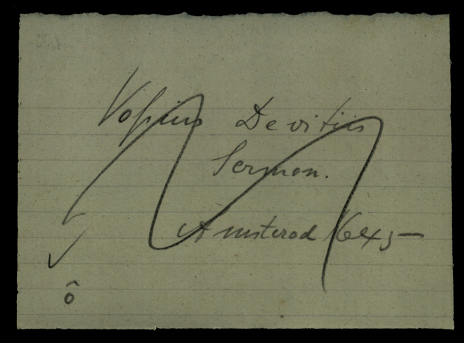 Vossius De vitiis
Sermon.
Amsterod 1645
ô